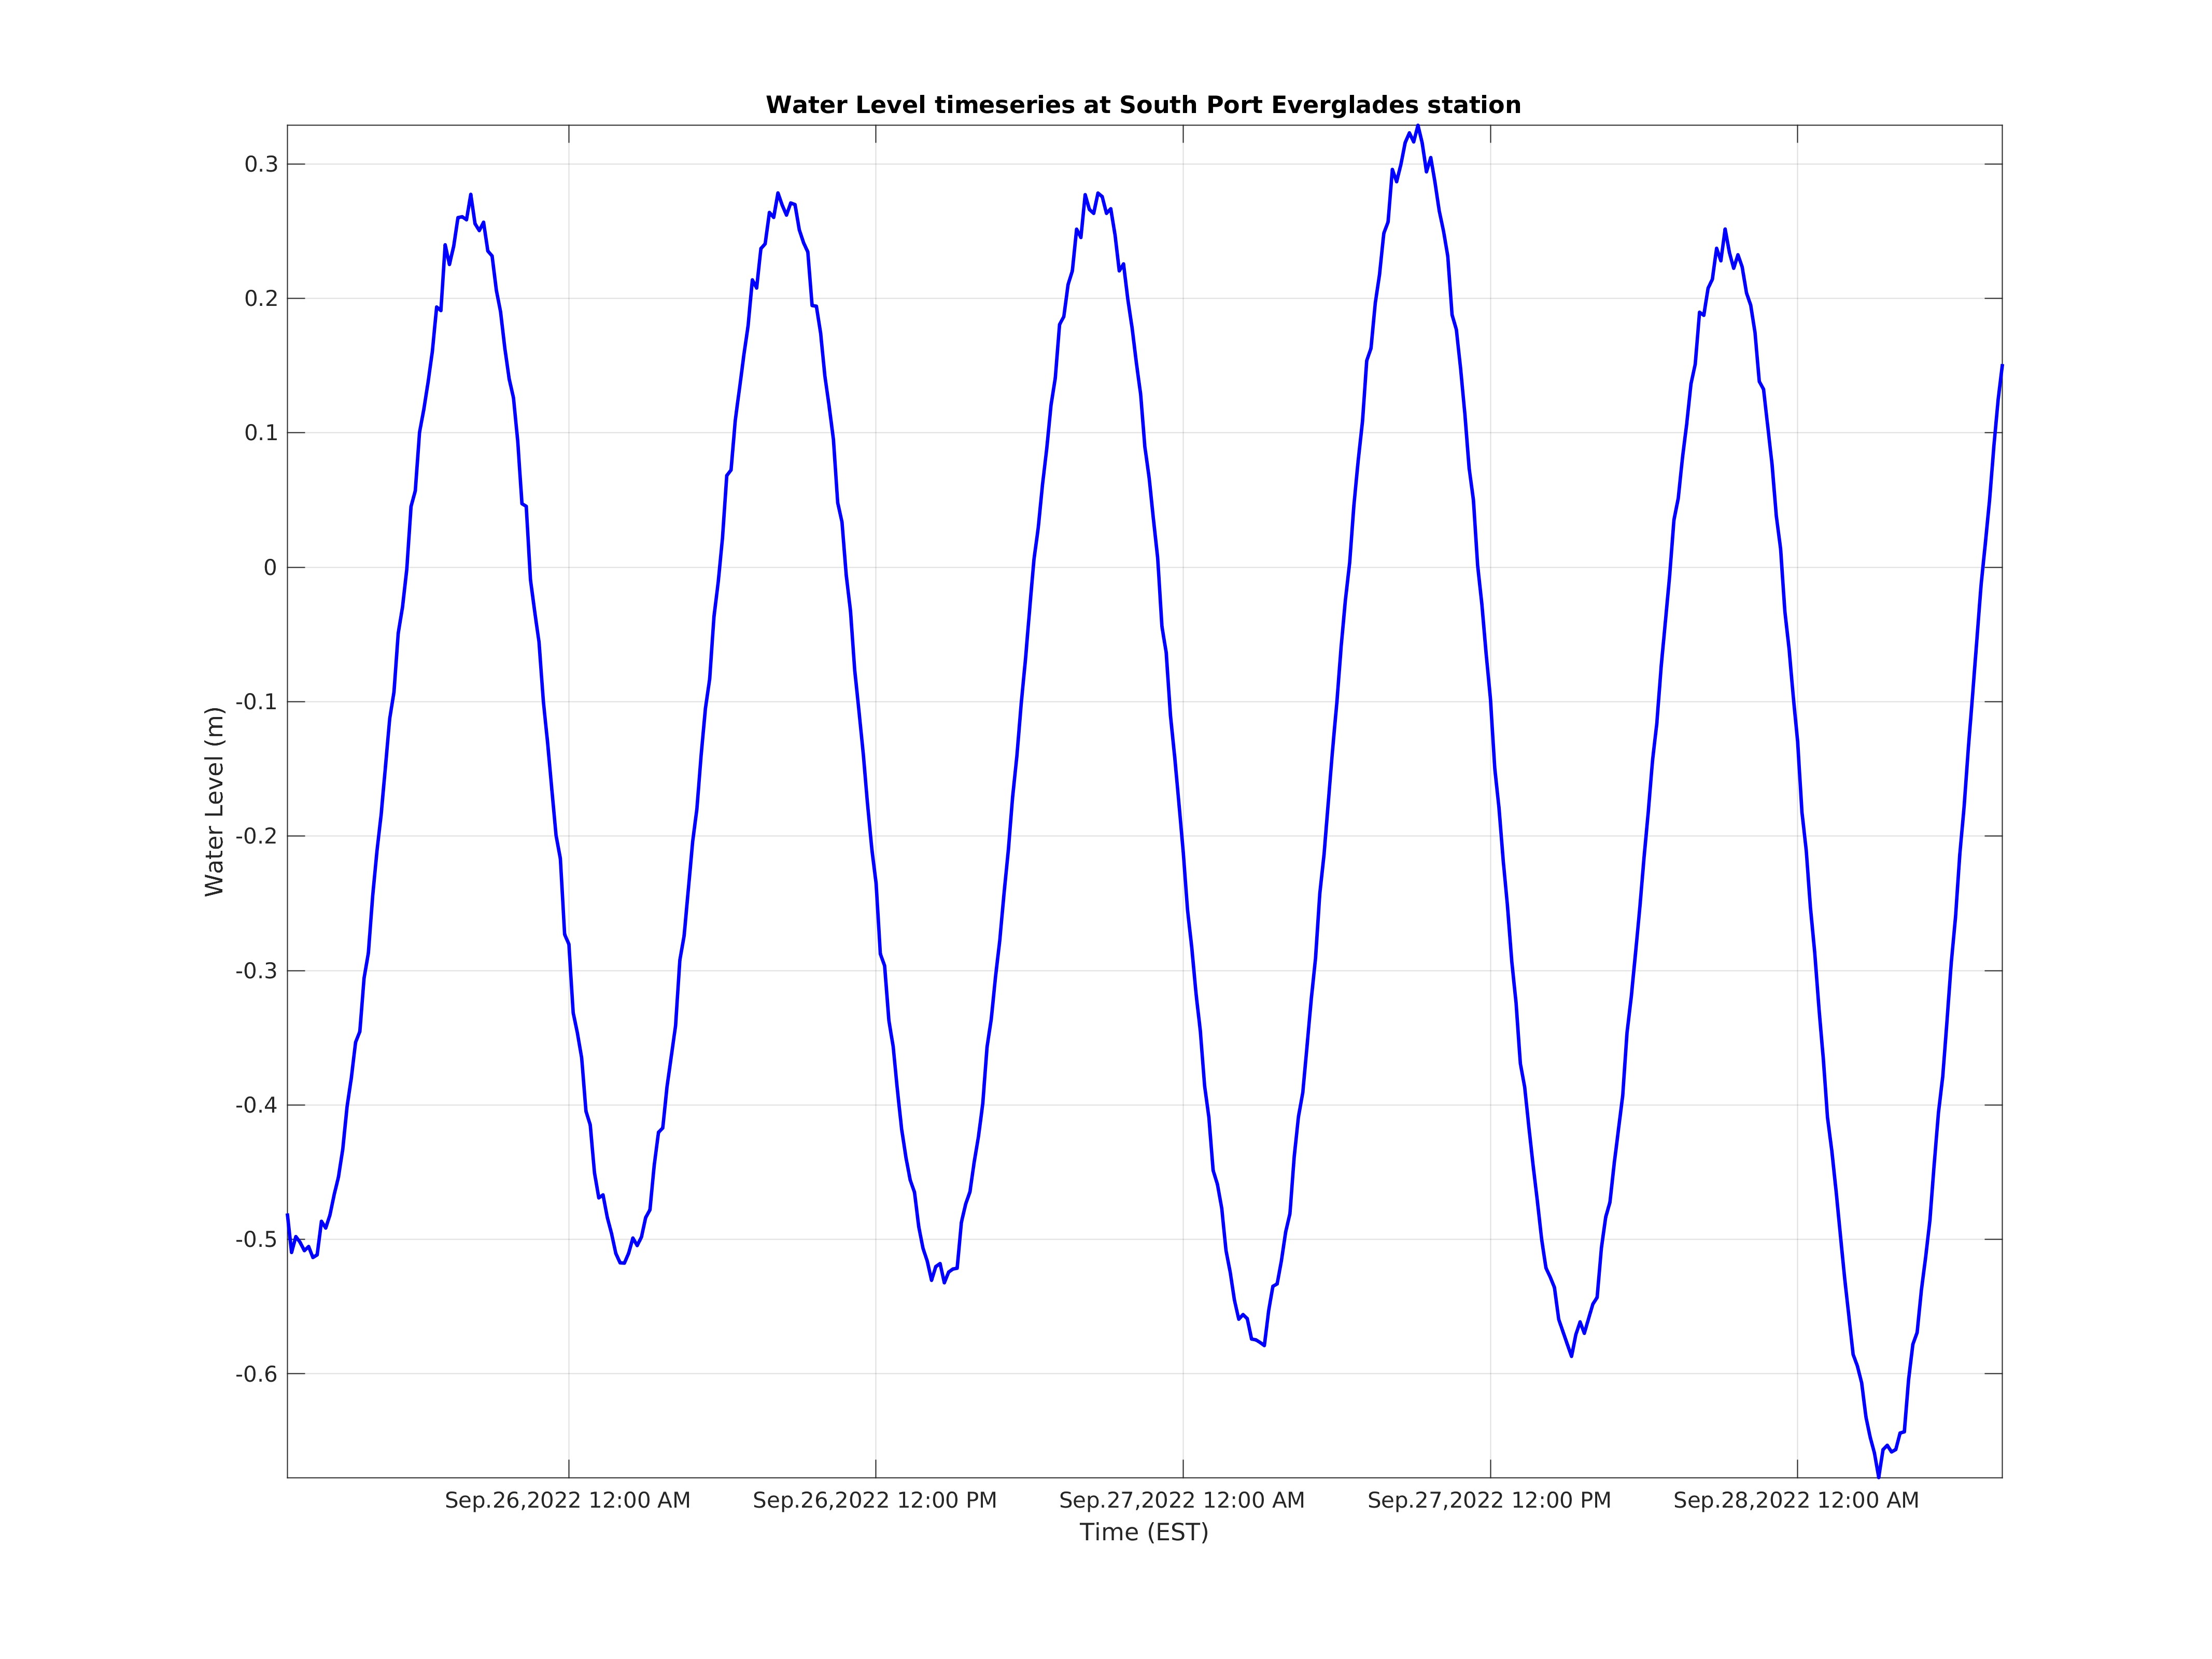 Water Level timeseries at South Port Everglades station
0.3
0.2
0.1
0
-0.1
-0.2
-0.3
-0.4
-0.5
-0.6
Water Level (m)
Sep.26,2022 12:00 AM Sep.26,2022 12:00 PM Sep.27,2022 12:00 AM Sep.27,2022 12:00 PM Sep.28,2022 12:00 AM
Time (EST)